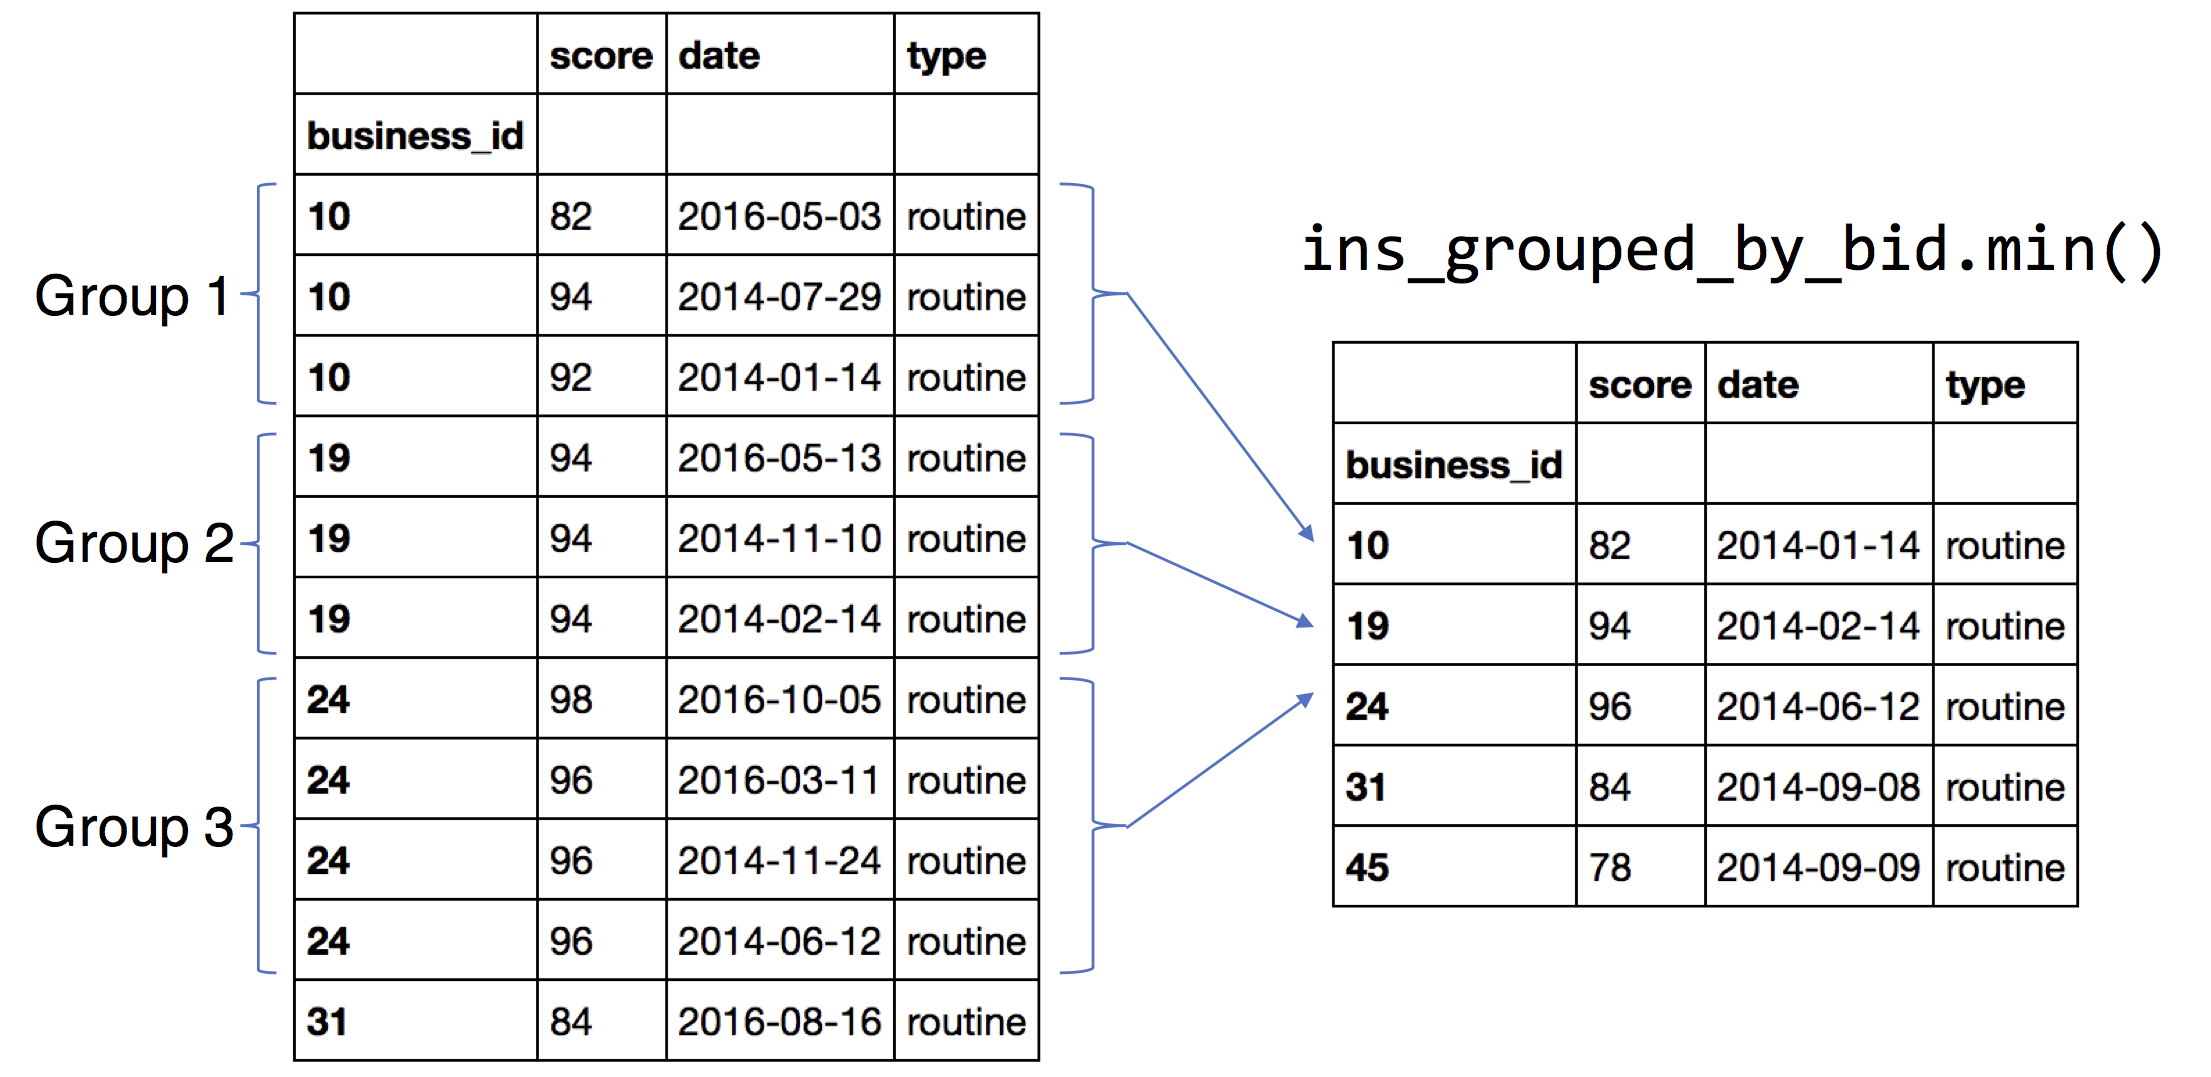 score date type
business_id
10 82 2016-05-03 routine
Group 1
10 94 2014-07-29 routine
10 92 2014-01-14 routine
19 94 2016-05-13 routine
Group 2
19 94 2014-11-10 routine
19 94 2014-02-14 routine
24 98 2016-10-05 routine
24 96 2016-03-11 routine
Group 3
24 96 2014-11-24 routine
24 96 2014-06-12 routine
31 84 2016-08-16 routine
ins_grouped_by_bid.min()
score date type
business_id
10 82 2014-01-14 routine
19 94 2014-02-14 routine
24 96 2014-06-12 routine
31 84 2014-09-08 routine
45 78 2014-09-09 routine